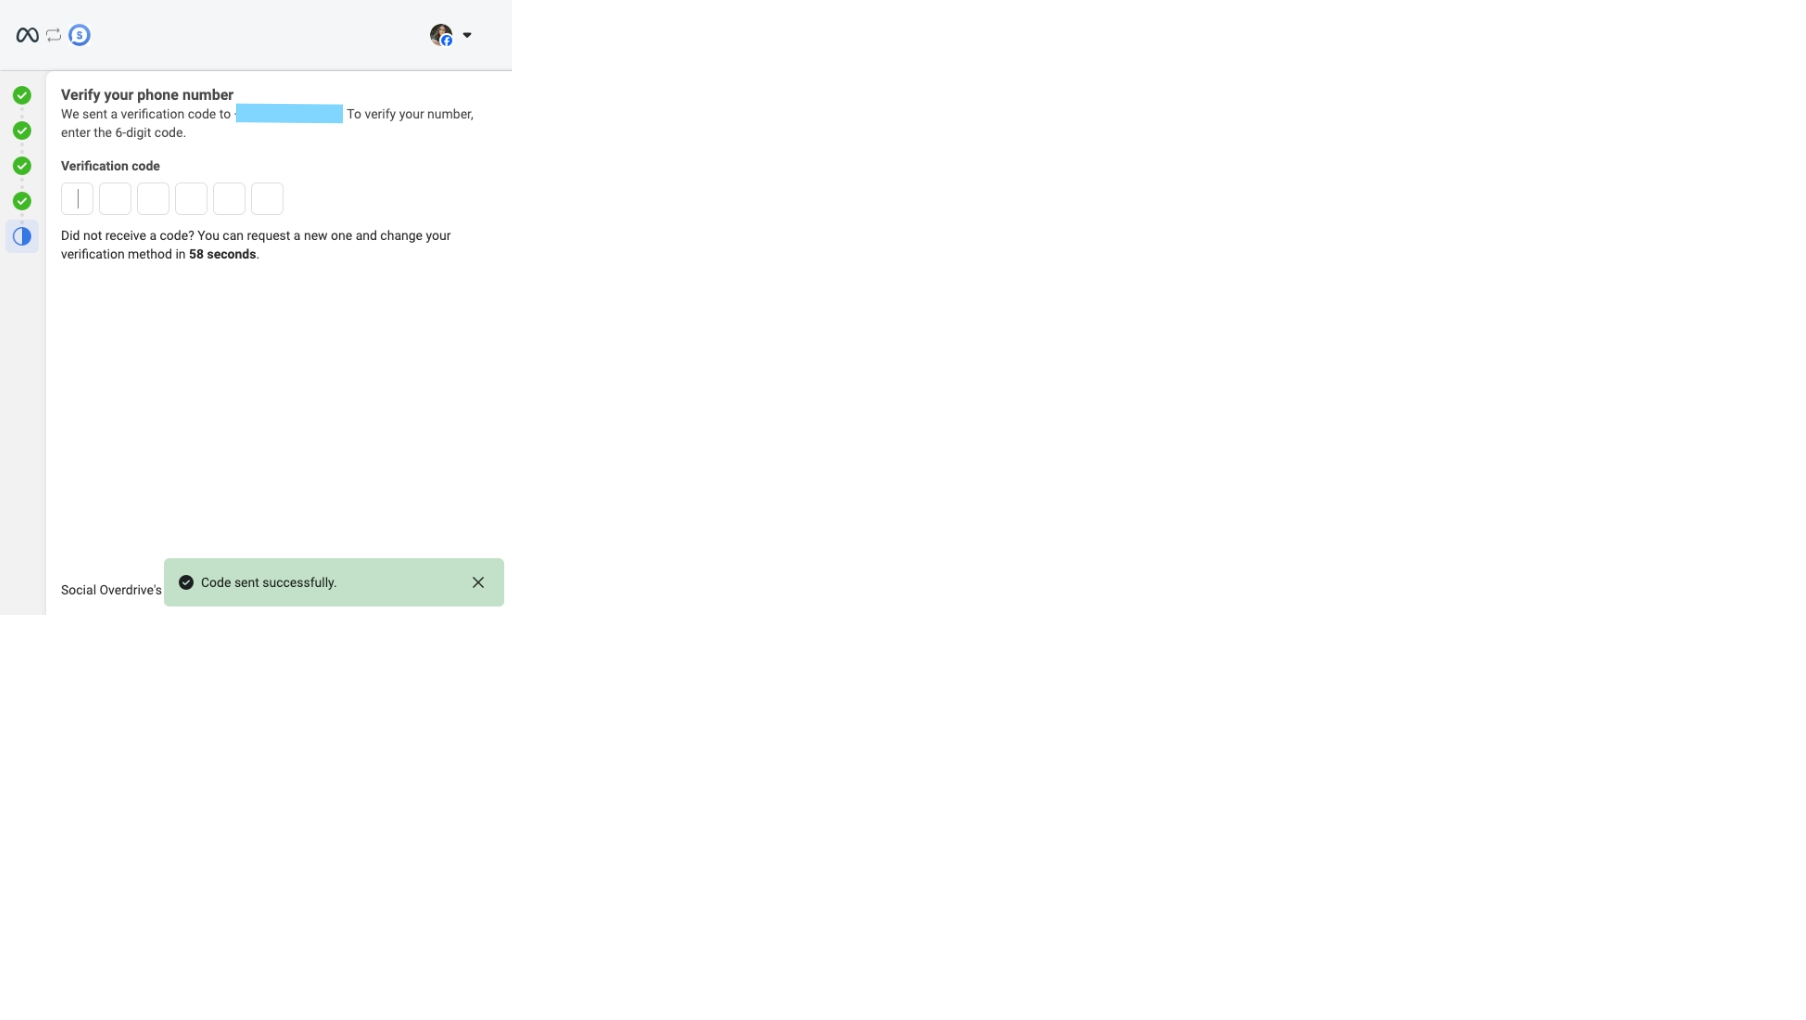 Verify your phone number
We sent a verification code to To verify your number,
enter the 6-digit code.
Verification code
Did not receive a code? You can request a new one and change your
verification method in 58 seconds.
Social Overdrive's
Code sent successfully.